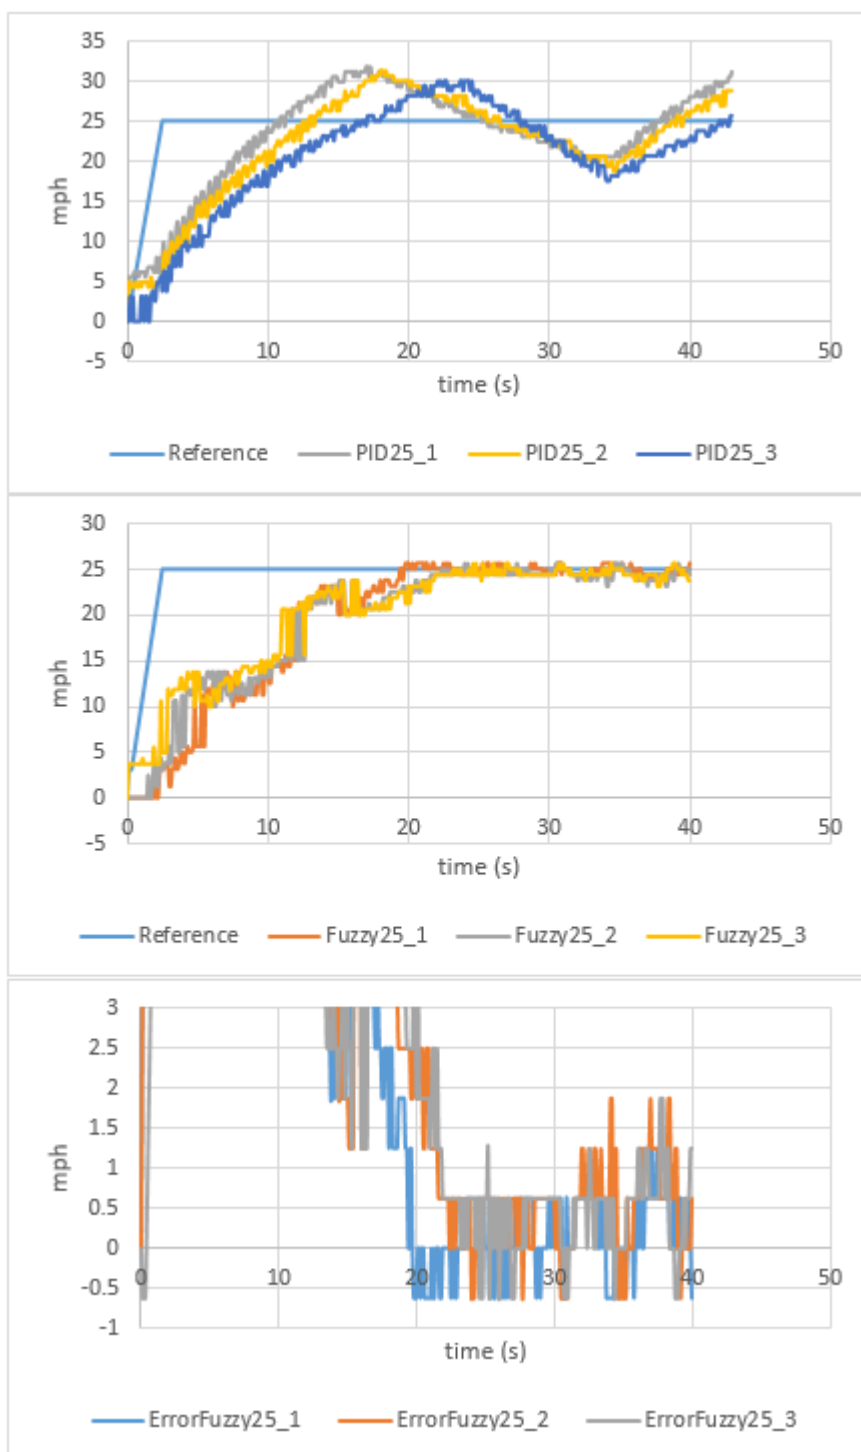 35
30
25
20
15
10
5
0
-5
mph
0 10 20 30 40 50
time (s)
Reference PID25_1 PID25_2 PID25_3
30
25
20
15
10
5
0
-5
mph
0 10 20 30 40 50
time (s)
Reference Fuzzy25_1 Fuzzy25_2 Fuzzy25_3
3
2.5
2
1.5
1
0.5
0
-0.5
-1
mph
0 10 20 30 40 50
time (s)
ErrorFuzzy25_1 ErrorFuzzy25_2 ErrorFuzzy25_3